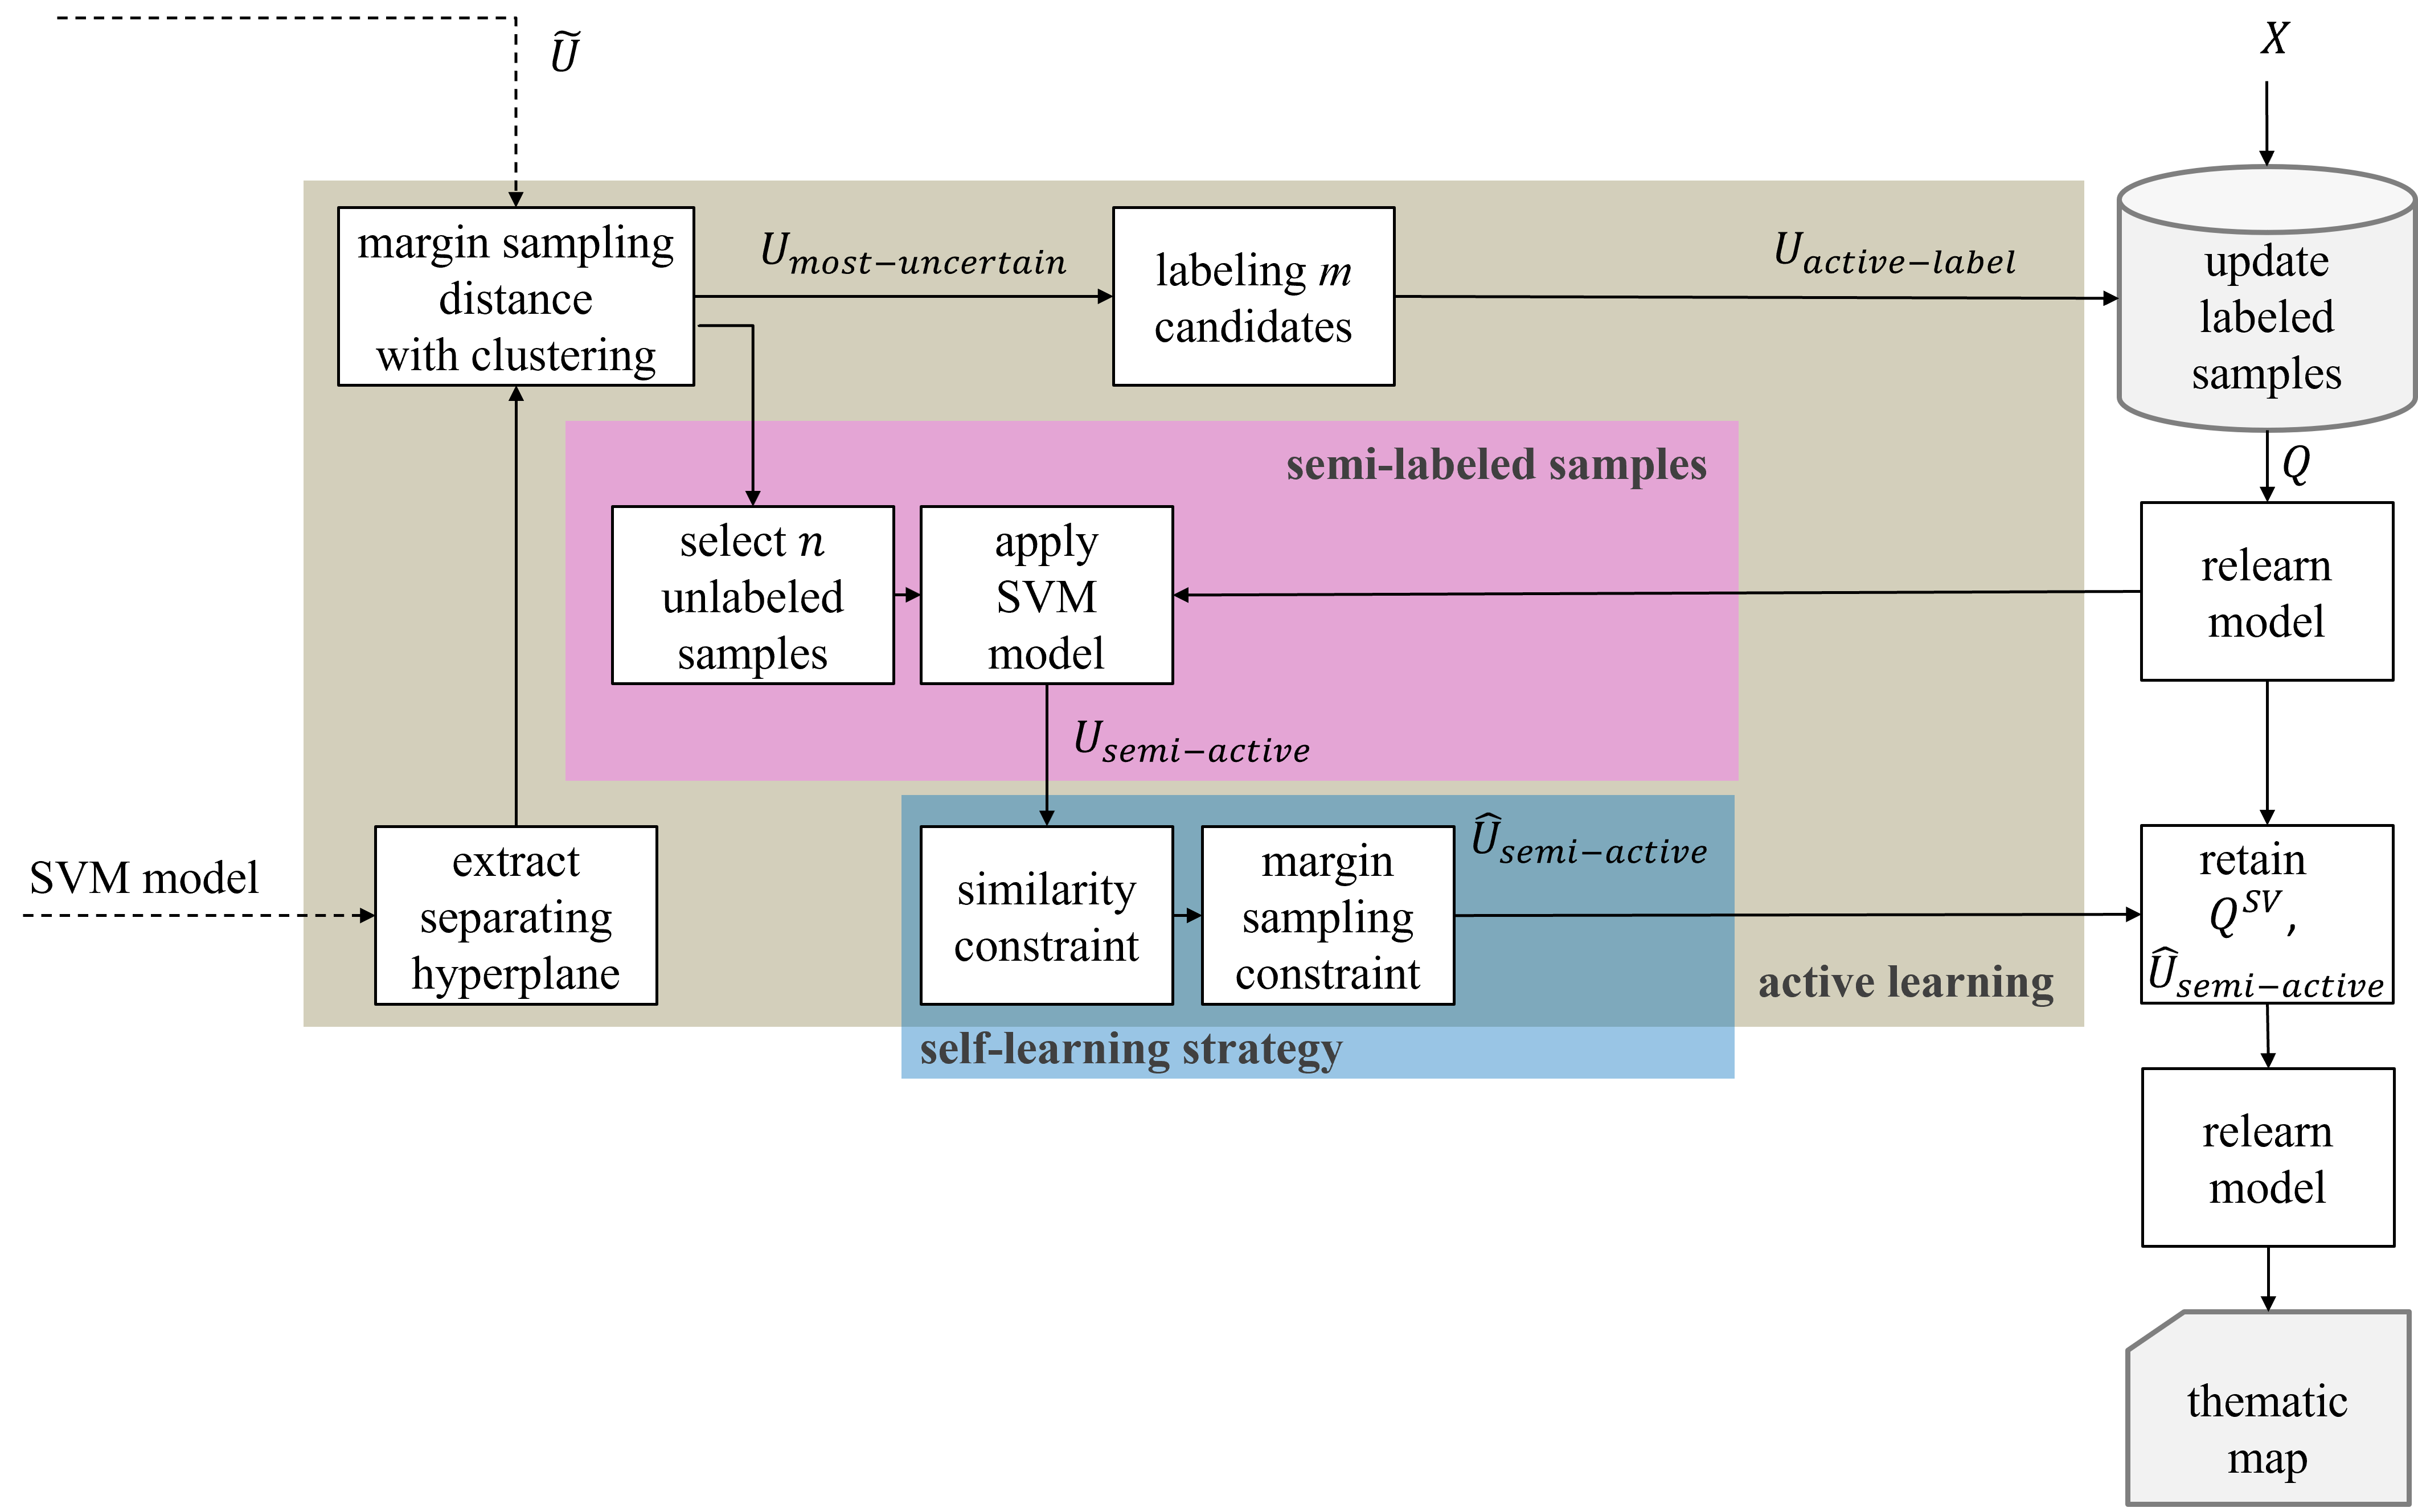 Ũ
X
margin sampling
distance
with clustering
U_most−uncertain
labeling m
candidates
U_active−label
update
labeled
samples
semi-labeled samples
Q
select n
unlabeled
samples
apply
SVM
model
relearn
model
U_semi−active
SVM model
extract
separating
hyperplane
similarity
constraint
margin
sampling
constraint
Û_semi−active
retain
Q^SV,
Û_semi−active
active learning
self-learning strategy
relearn
model
thematic
map